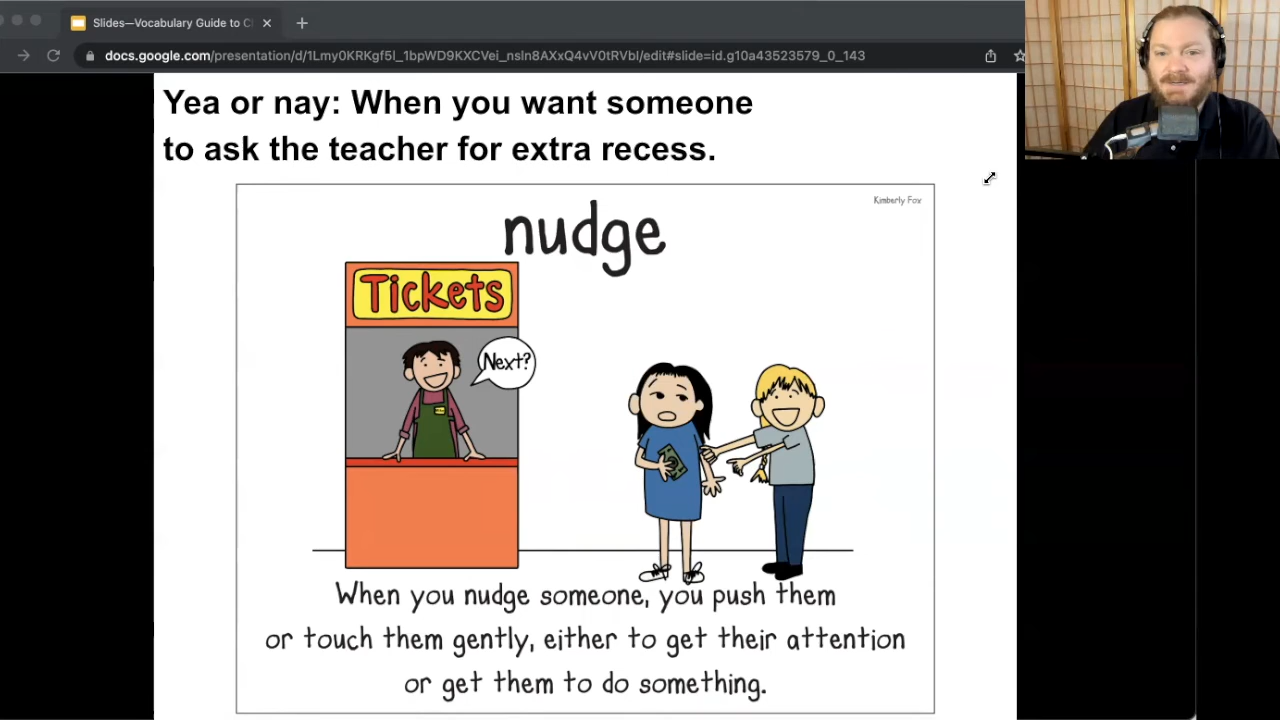 Slides—Vocabulary Guide to C
docs.google.com/presentation/d/1Lmy0KRKgf5I_1bpWD9KXCVei_nsln8AXxQ4vV0tRVbI/edit#slide=id.g10a43523579_0_143
Yea or nay: When you want someone
to ask the teacher for extra recess.
Kimberly Fox
nudge
Tickets
Next?
When you nudge someone, you push them
or touch them gently, either to get their attention
or get them to do something.